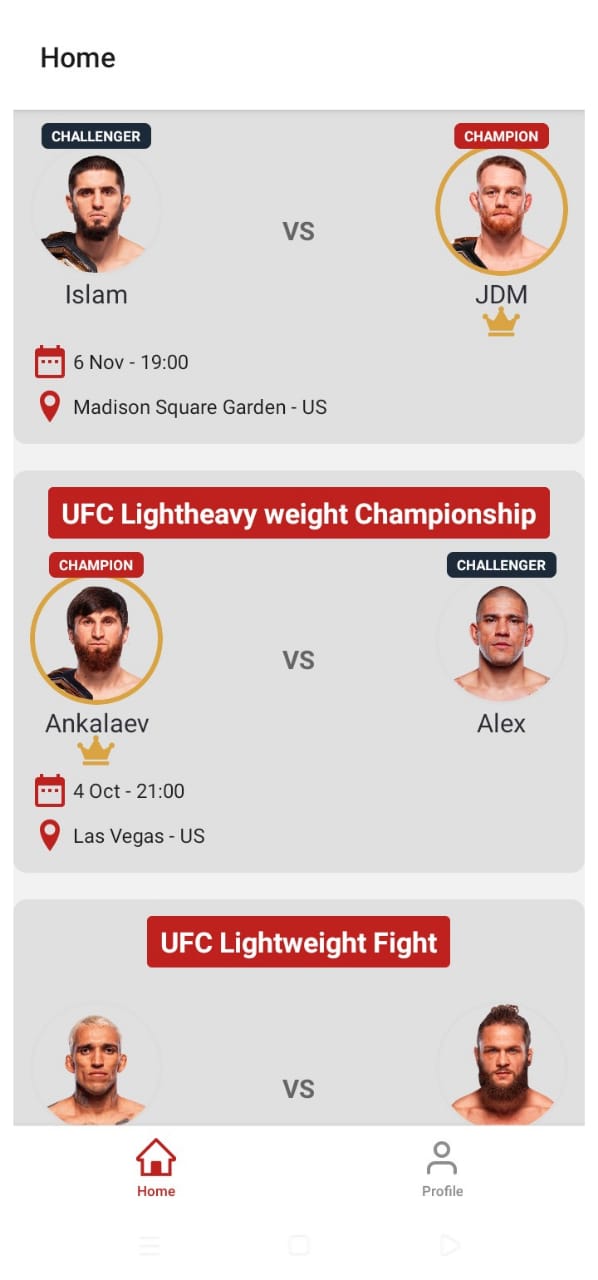 Home
CHALLENGER
CHAMPION
VS
Islam
JDM
6 Nov - 19:00
Madison Square Garden - US
UFC Lightheavy weight Championship
CHAMPION
CHALLENGER
VS
Ankalaev
Alex
4 Oct - 21:00
Las Vegas - US
UFC Lightweight Fight
VS
Home
Profile